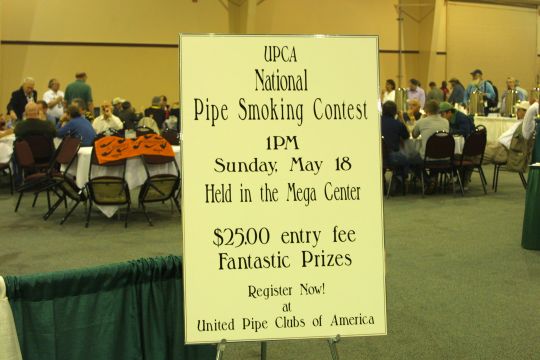 UPCA
National
Pipe Smoking Contest
1PM
Sunday, May 18
Held in the Mega Center
$25.00 entry fee
Fantastic Prizes
Register Now!
at
United Pipe Clubs of America